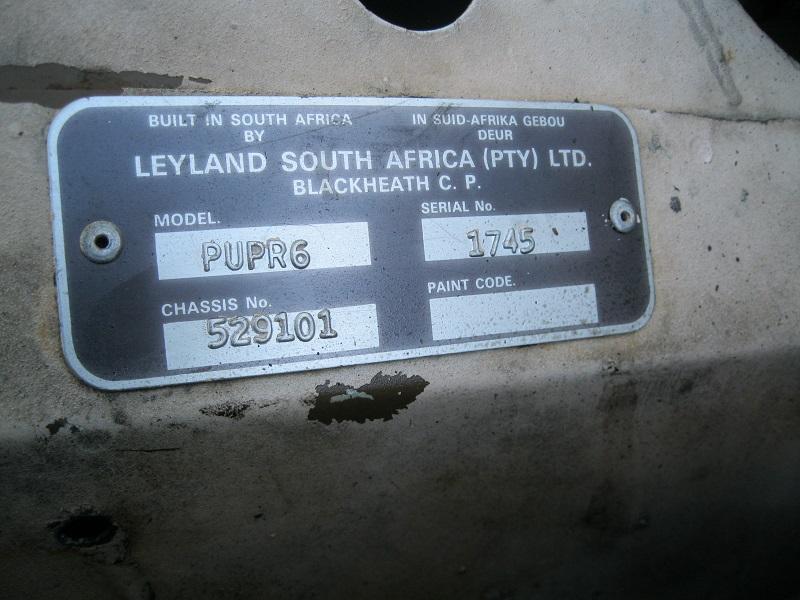 BUILT IN SOUTH AFRICA IN SUID-AFRIKA GEBOU
BY DEUR
LEYLAND SOUTH AFRICA (PTY) LTD.
BLACKHEATH C. P.
MODEL. SERIAL No.
PUPR6 1745
CHASSIS No. PAINT CODE.
529101